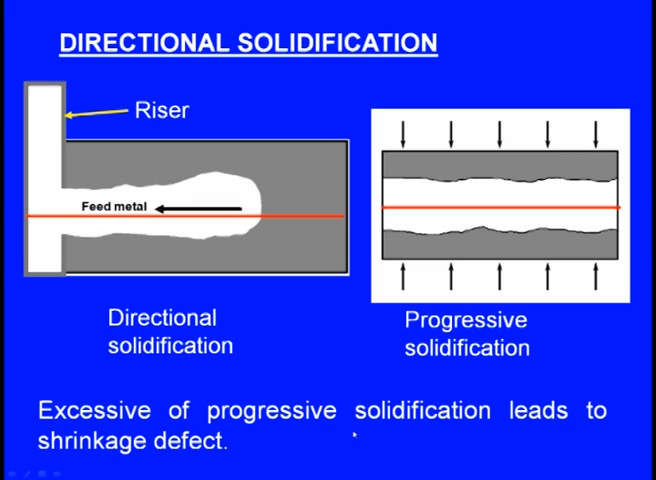 DIRECTIONAL SOLIDIFICATION
Riser
Feed metal
Directional
solidification
Progressive
solidification
Excessive of progressive solidification leads to
shrinkage defect.